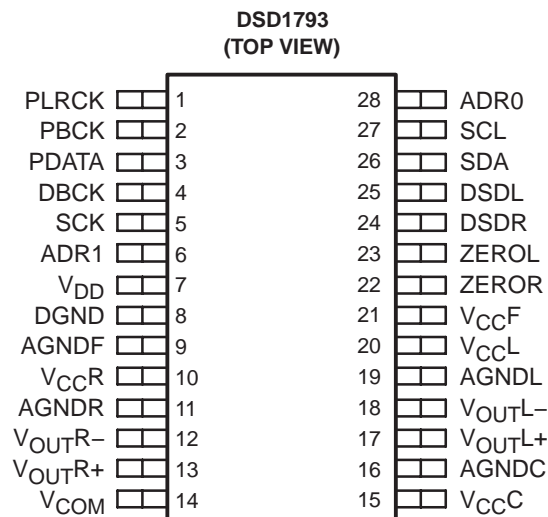 DSD1793
(TOP VIEW)
PLRCK 1 28 ADR0
PBCK 2 27 SCL
PDATA 3 26 SDA
DBCK 4 25 DSDL
SCK 5 24 DSDR
ADR1 6 23 ZEROL
VDD 7 22 ZEROR
DGND 8 21 VCCF
AGNDF 9 20 VCCL
VCCR 10 19 AGNDL
AGNDR 11 18 VOUTL–
VOUTR– 12 17 VOUTL+
VOUTR+ 13 16 AGNDC
VCOM 14 15 VCCC